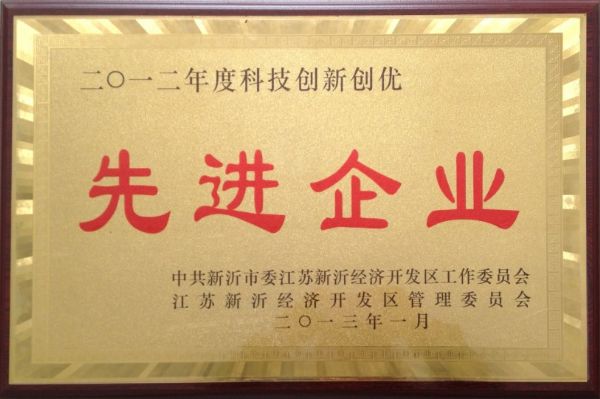 二〇一二年度科技创新创优
先进企业
中共新沂市委江苏新沂经济开发区工作委员会
江苏新沂经济开发区管理委员会
二〇一三年一月